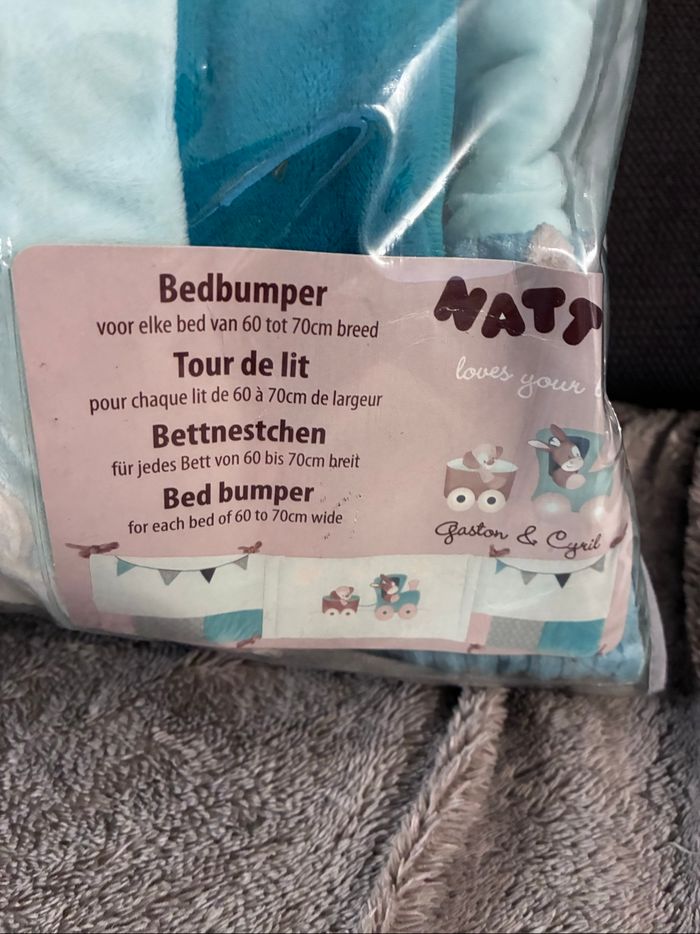 Bedbumper
voor elke bed van 60 tot 70cm breed
Tour de lit
pour chaque lit de 60 à 70cm de largeur
Bettnestchen
für jedes Bett von 60 bis 70cm breit
Bed bumper
for each bed of 60 to 70cm wide
NATT
loves your
Gaston & Cyril